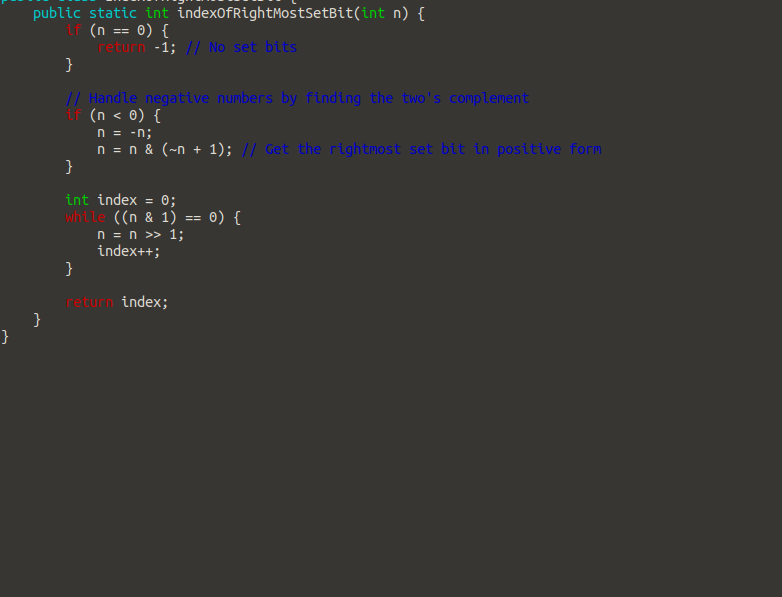 public static int indexOfRightMostSetBit(int n) {
        if (n == 0) {
            return -1; // No set bits
        }

        // Handle negative numbers by finding the two's complement
        if (n < 0) {
            n = -n;
            n = n & (~n + 1); // Get the rightmost set bit in positive form
        }

        int index = 0;
        while ((n & 1) == 0) {
            n = n >> 1;
            index++;
        }

        return index;
    }
}